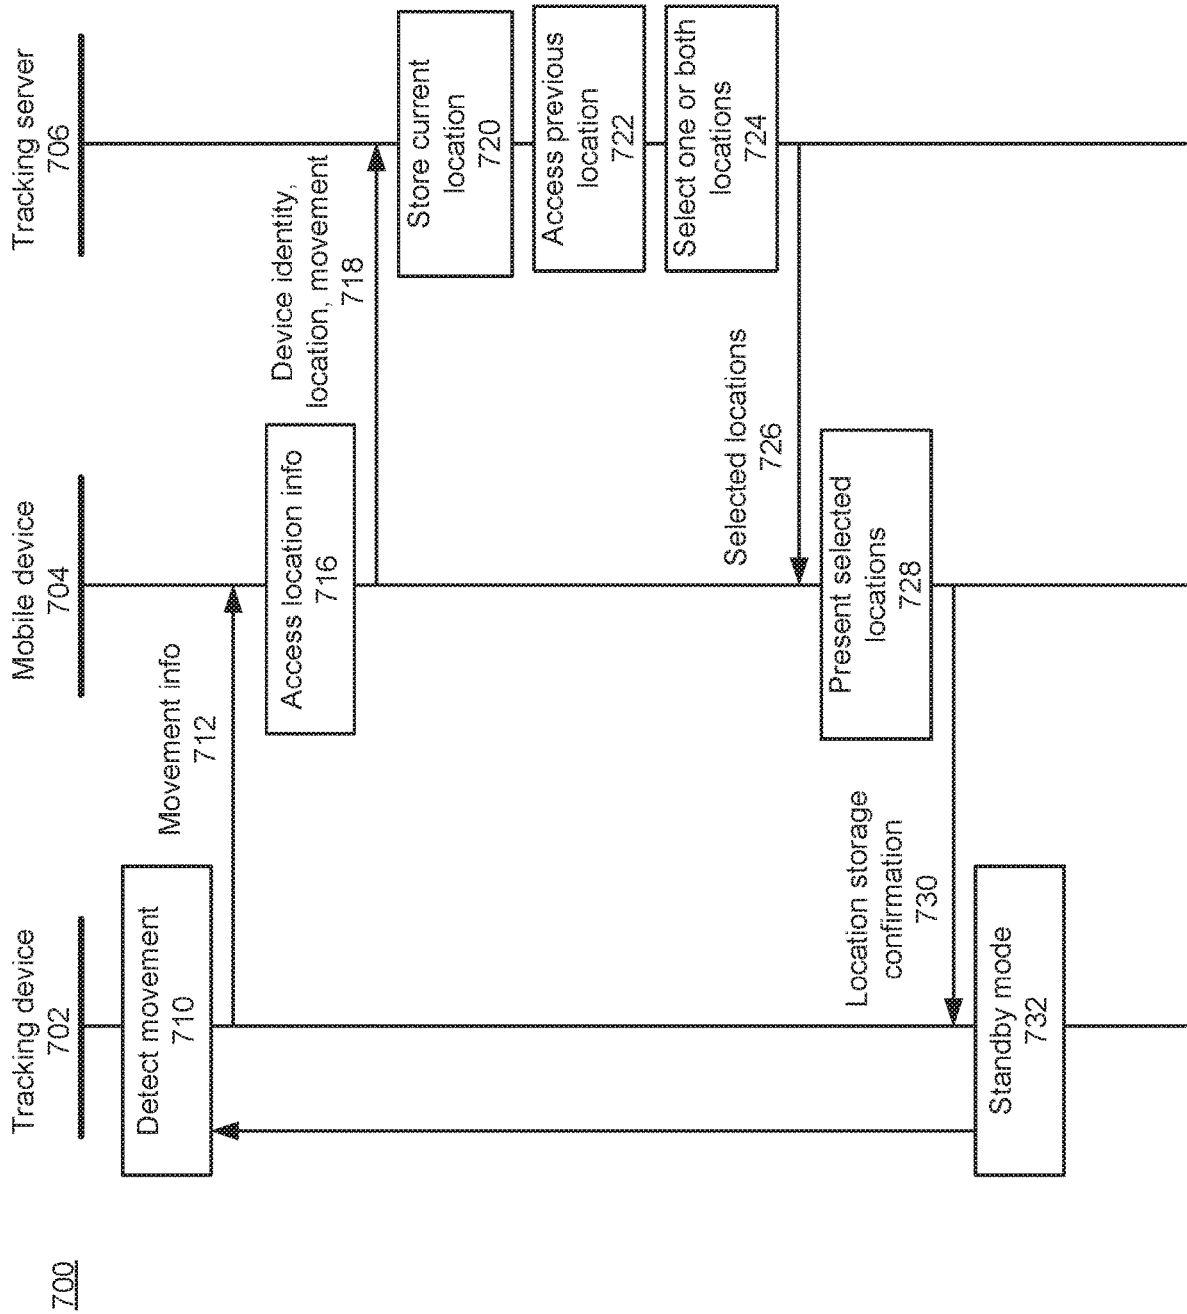 700
Tracking device
702
Mobile device
704
Tracking server
706
Detect movement
710
Movement info
712
Access location info
716
Device identity,
location, movement
718
Store current
location
720
Access previous
location
722
Select one or both
locations
724
Selected locations
726
Present selected
locations
728
Location storage
confirmation
730
Standby mode
732